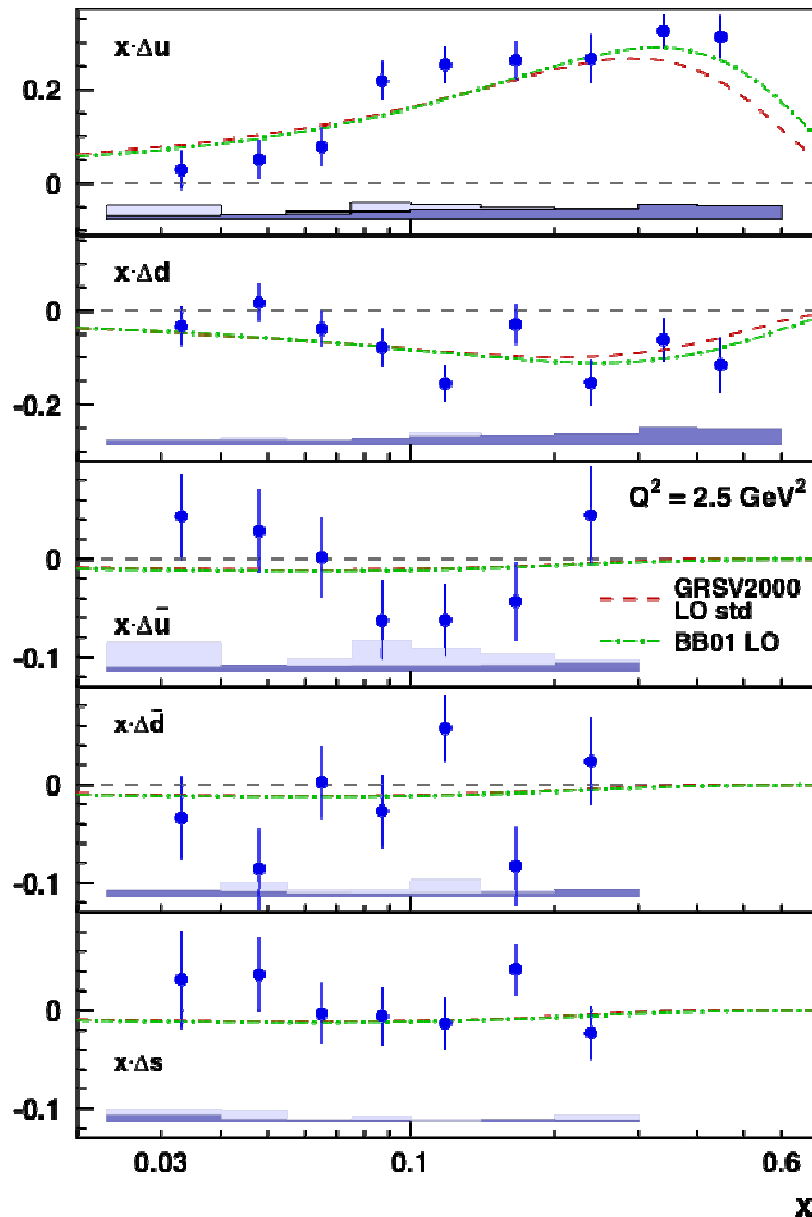 x·Δu
0.2
0
x·Δd
0
-0.2
Q² = 2.5 GeV²
0
GRSV2000
LO std
x·Δū
BB01 LO
-0.1
x·Δd̄
0
-0.1
0
x·Δs
-0.1
0.03 0.1 0.6
x